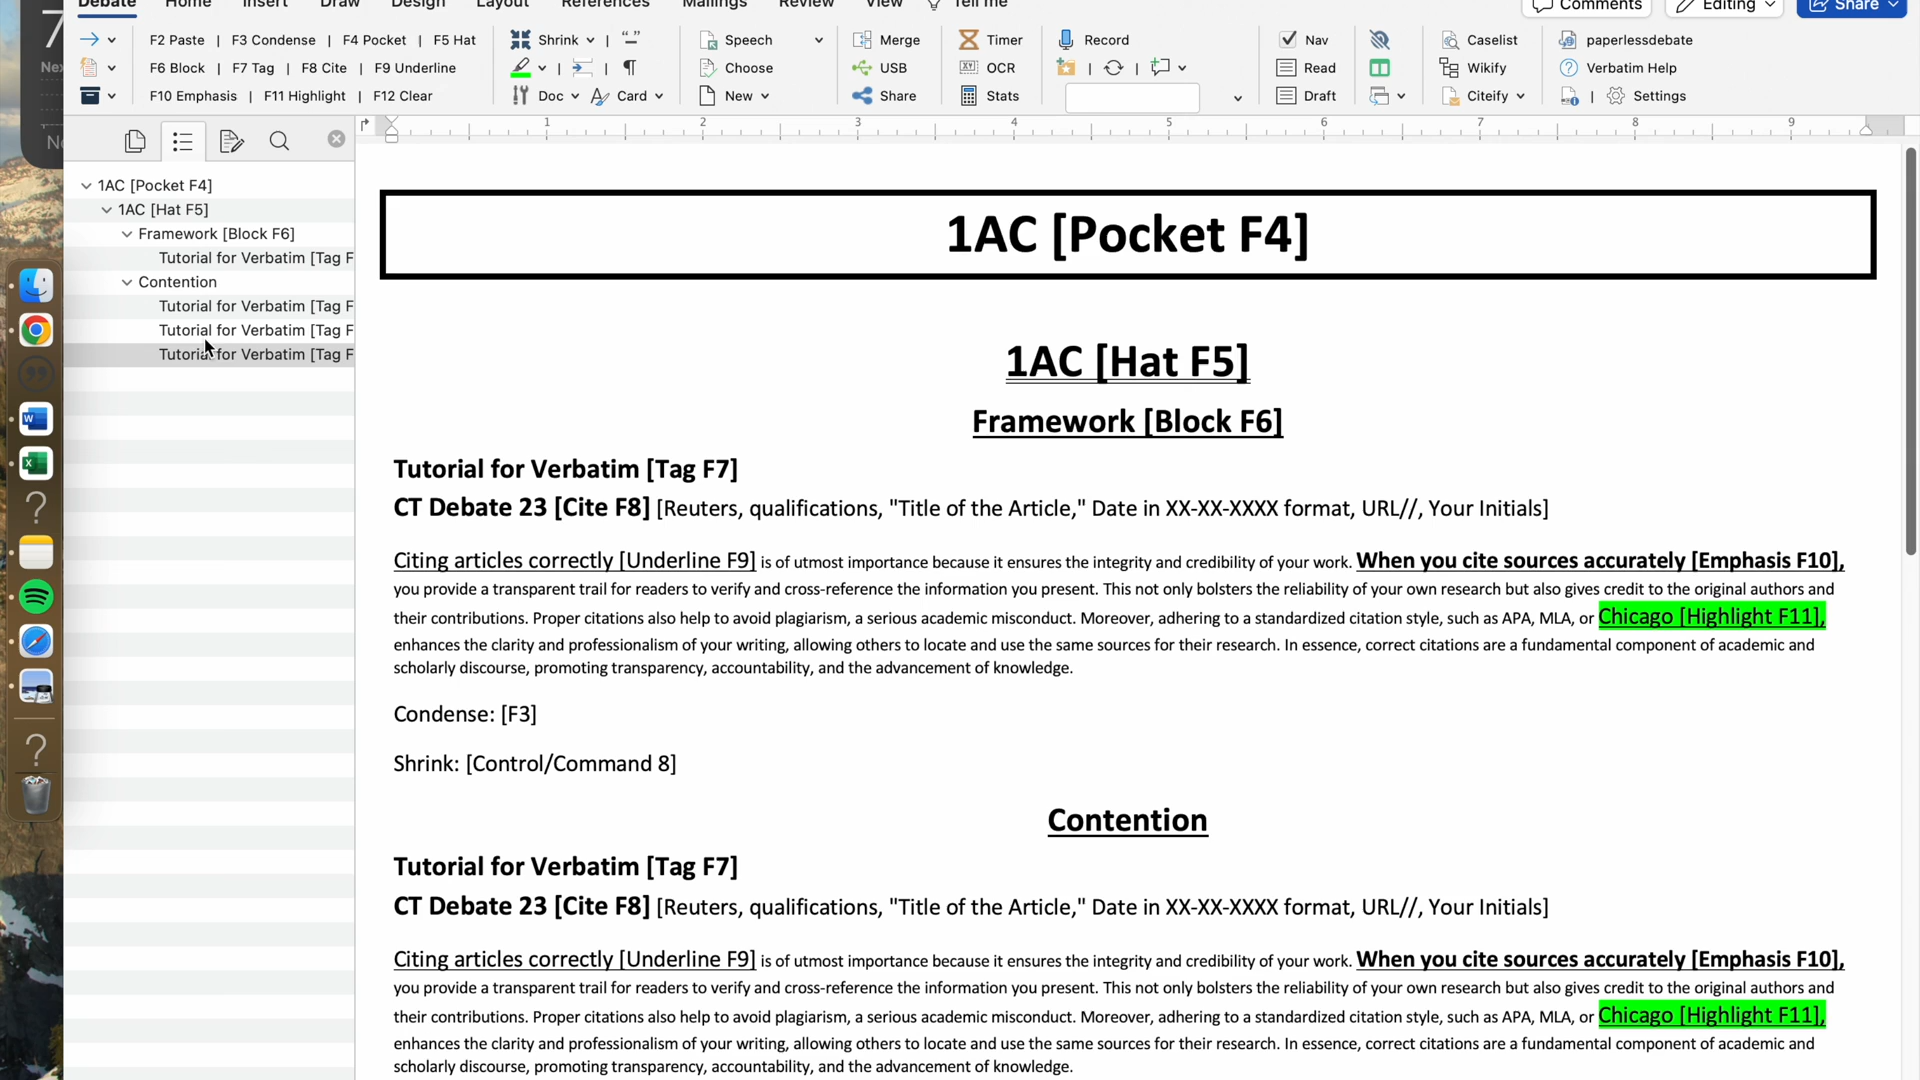 Debate Home Insert Draw Design Layout References Mailings Review View Tell me Comments Editing Share
F2 Paste | F3 Condense | F4 Pocket | F5 Hat
F6 Block | F7 Tag | F8 Cite | F9 Underline
F10 Emphasis | F11 Highlight | F12 Clear
Shrink
Doc Card
Speech
Choose
New
Merge
USB
Share
Timer
OCR
Stats
Record
Nav
Read
Draft
Caselist
Wikify
Citeify
paperlessdebate
Verbatim Help
Settings
7
Nex
No
1 2 3 4 5 6 7 8 9
1AC [Pocket F4]
1AC [Hat F5]
Framework [Block F6]
Tutorial for Verbatim [Tag F
Contention
Tutorial for Verbatim [Tag F
Tutorial for Verbatim [Tag F
Tutorial for Verbatim [Tag F
1AC [Pocket F4]
1AC [Hat F5]
Framework [Block F6]
Tutorial for Verbatim [Tag F7]
CT Debate 23 [Cite F8] [Reuters, qualifications, "Title of the Article," Date in XX-XX-XXXX format, URL//, Your Initials]
Citing articles correctly [Underline F9] is of utmost importance because it ensures the integrity and credibility of your work. When you cite sources accurately [Emphasis F10],
you provide a transparent trail for readers to verify and cross-reference the information you present. This not only bolsters the reliability of your own research but also gives credit to the original authors and
their contributions. Proper citations also help to avoid plagiarism, a serious academic misconduct. Moreover, adhering to a standardized citation style, such as APA, MLA, or Chicago [Highlight F11],
enhances the clarity and professionalism of your writing, allowing others to locate and use the same sources for their research. In essence, correct citations are a fundamental component of academic and
scholarly discourse, promoting transparency, accountability, and the advancement of knowledge.
Condense: [F3]
Shrink: [Control/Command 8]
Contention
Tutorial for Verbatim [Tag F7]
CT Debate 23 [Cite F8] [Reuters, qualifications, "Title of the Article," Date in XX-XX-XXXX format, URL//, Your Initials]
Citing articles correctly [Underline F9] is of utmost importance because it ensures the integrity and credibility of your work. When you cite sources accurately [Emphasis F10],
you provide a transparent trail for readers to verify and cross-reference the information you present. This not only bolsters the reliability of your own research but also gives credit to the original authors and
their contributions. Proper citations also help to avoid plagiarism, a serious academic misconduct. Moreover, adhering to a standardized citation style, such as APA, MLA, or Chicago [Highlight F11],
enhances the clarity and professionalism of your writing, allowing others to locate and use the same sources for their research. In essence, correct citations are a fundamental component of academic and
scholarly discourse, promoting transparency, accountability, and the advancement of knowledge.